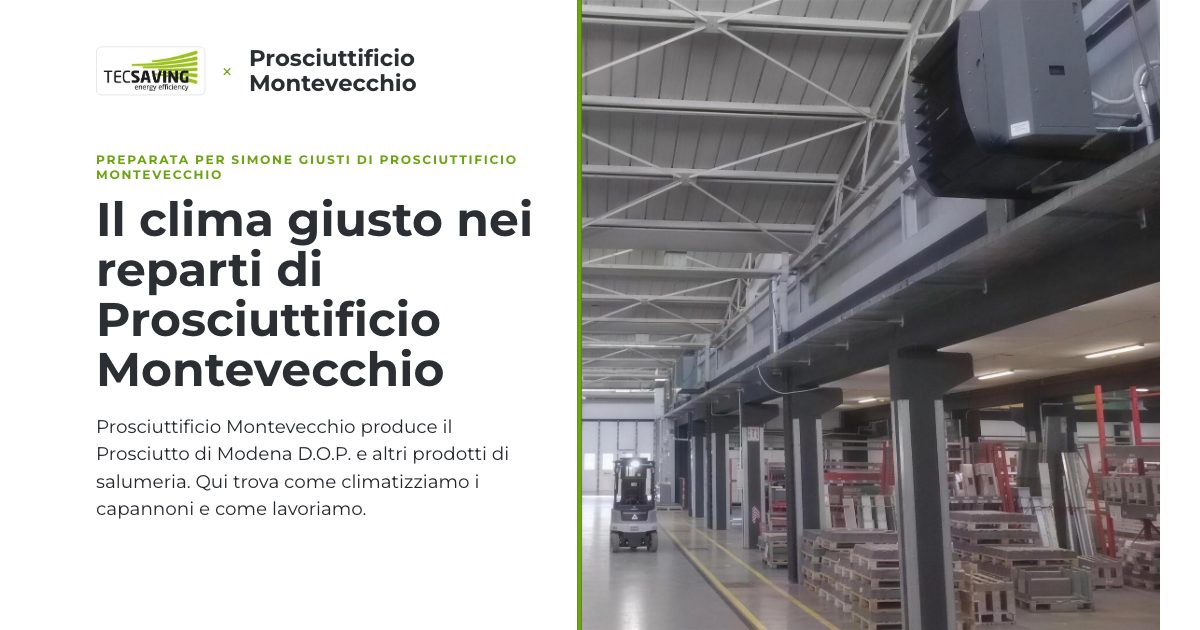 TECSAVING
energy efficiency
×
Prosciuttificio
Montevecchio
PREPARATA PER SIMONE GIUSTI DI PROSCIUTTIFICIO
MONTEVECCHIO
Il clima giusto nei
reparti di
Prosciuttificio
Montevecchio
Prosciuttificio Montevecchio produce il
Prosciutto di Modena D.O.P. e altri prodotti di
salumeria. Qui trova come climatizziamo i
capannoni e come lavoriamo.